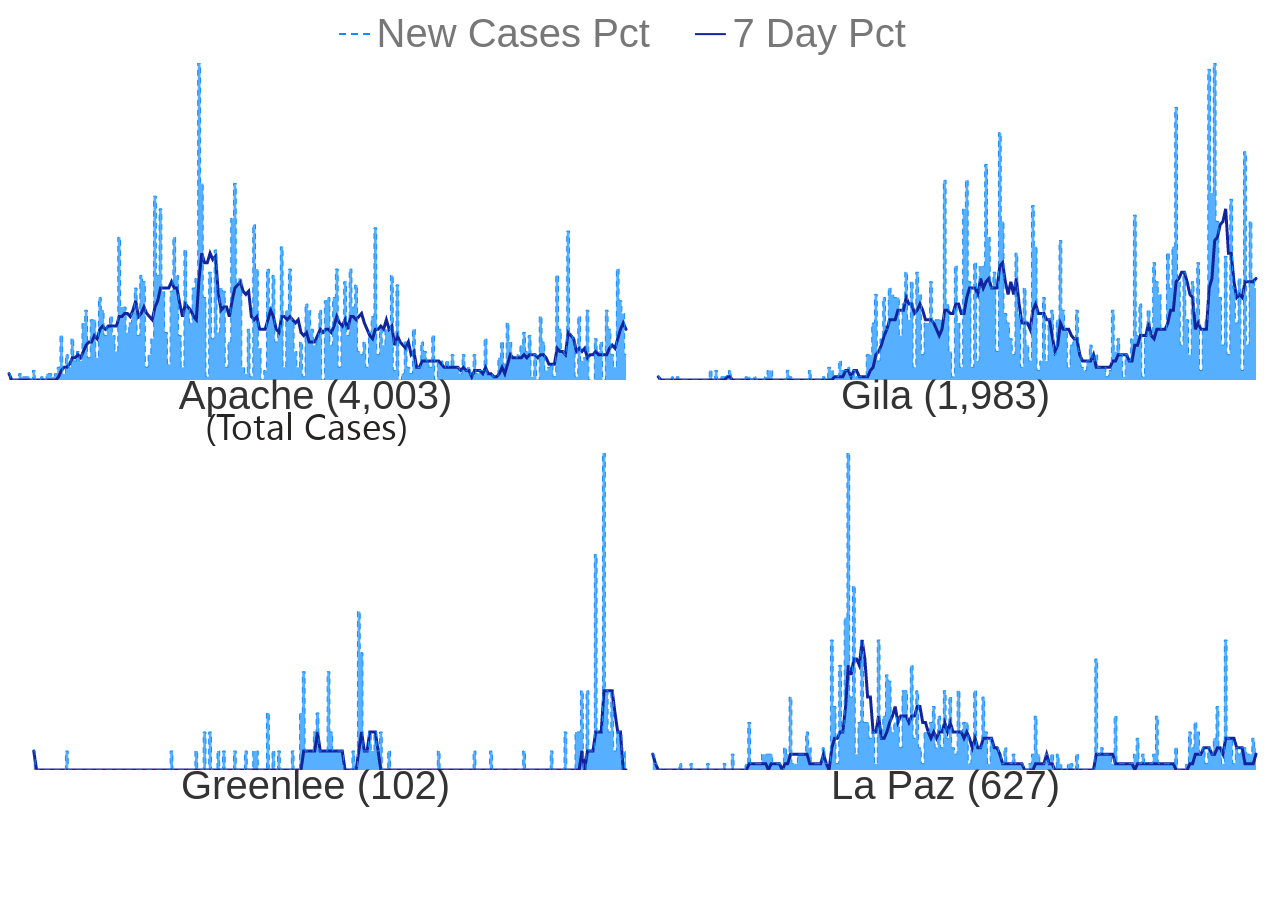 New Cases Pct 7 Day Pct
Apache (4,003) Gila (1,983)
(Total Cases)
Greenlee (102) La Paz (627)